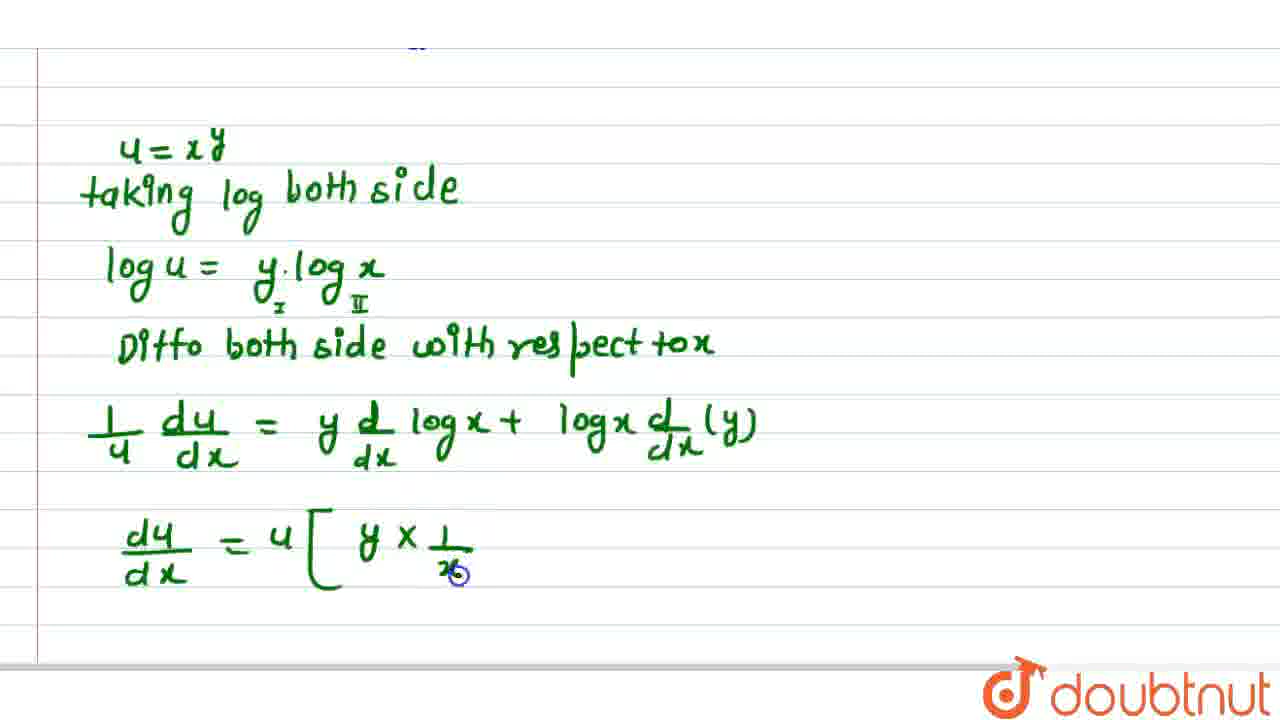 u = x^y
taking log both side
log u = y . log x
I II
Diffo both side with respect to x
1/u du/dx = y d/dx log x + log x d/dx (y)
du/dx = u [ y × 1/x
doubtnut